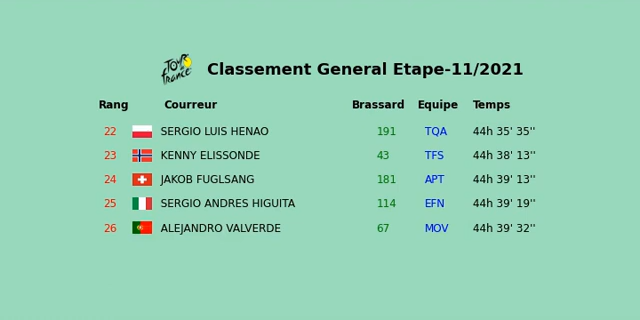 Tour de France
Classement General Etape-11/2021
Rang Courreur Brassard Equipe Temps
22 SERGIO LUIS HENAO 191 TQA 44h 35' 35''
23 KENNY ELISSONDE 43 TFS 44h 38' 13''
24 JAKOB FUGLSANG 181 APT 44h 39' 13''
25 SERGIO ANDRES HIGUITA 114 EFN 44h 39' 19''
26 ALEJANDRO VALVERDE 67 MOV 44h 39' 32''